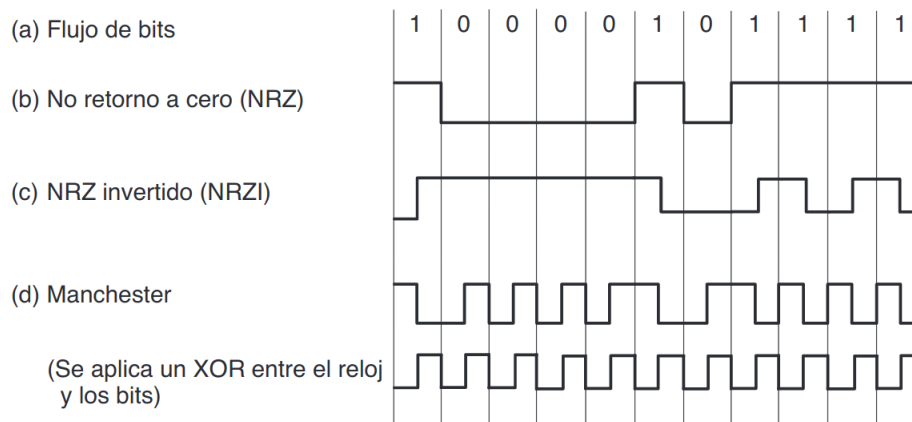 (a) Flujo de bits 1 0 0 0 0 1 0 1 1 1 1
(b) No retorno a cero (NRZ)
(c) NRZ invertido (NRZI)
(d) Manchester
(Se aplica un XOR entre el reloj
y los bits)